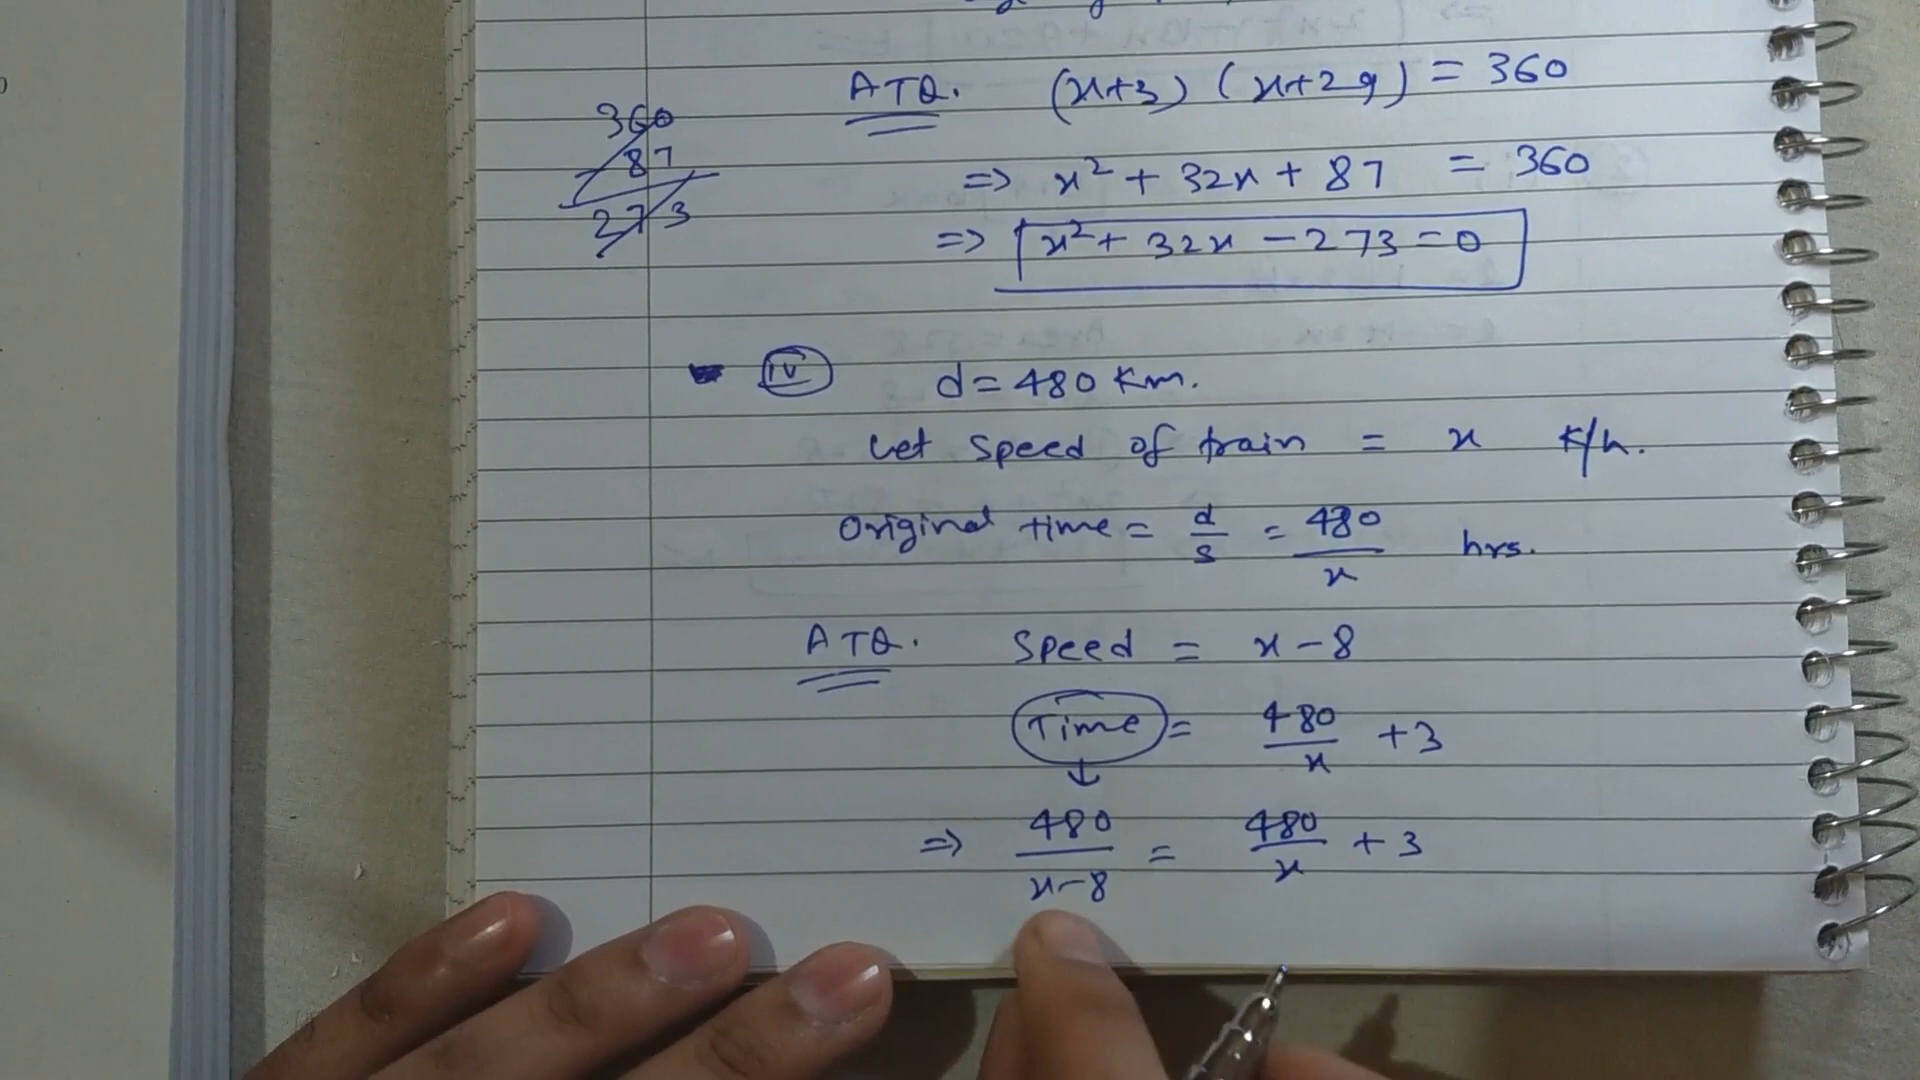 ATQ. (x+3) (x+29) = 360
360
87
273
=> x² + 32x + 87 = 360
=> x² + 32x - 273 = 0
(iv) d = 480 Km.
Let speed of train = x K/h.
Original time = d/s = 480/x hrs.
ATQ. Speed = x - 8
Time = 480/x + 3
=> 480/x-8 = 480/x + 3